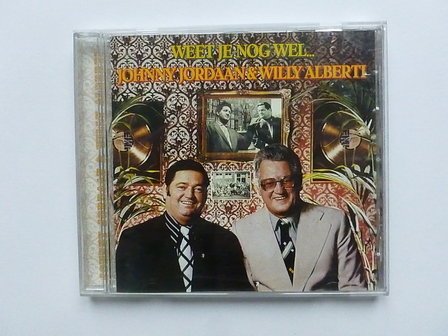 WEET JE NOG WEL...
JOHNNY JORDAAN & WILLY ALBERTI